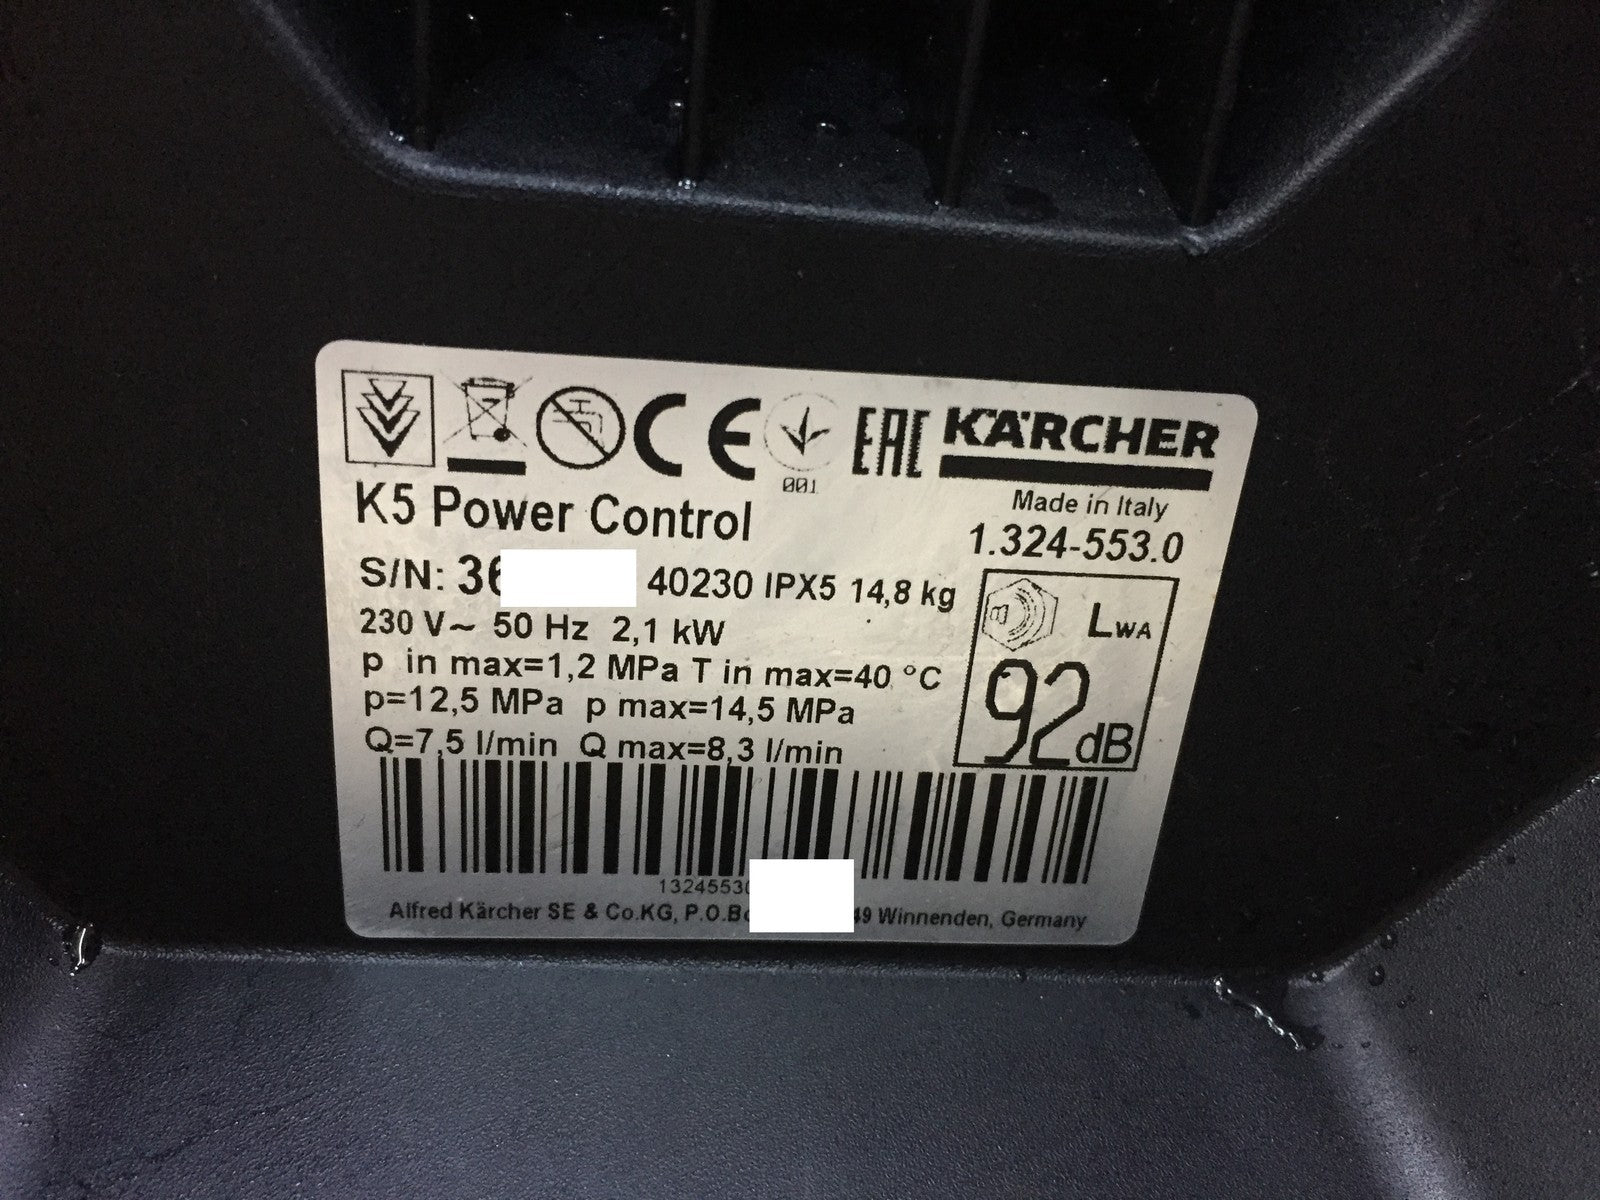 CE 001 EAC KÄRCHER
K5 Power Control
Made in Italy
1.324-553.0
S/N: 36 40230 IPX5 14,8 kg
230 V~ 50 Hz 2,1 kW
p in max=1,2 MPa T in max=40 °C
p=12,5 MPa p max=14,5 MPa
Q=7,5 l/min Q max=8,3 l/min
LWA
92dB
1324553
Alfred Kärcher SE & Co.KG, P.O. 49 Winnenden, Germany